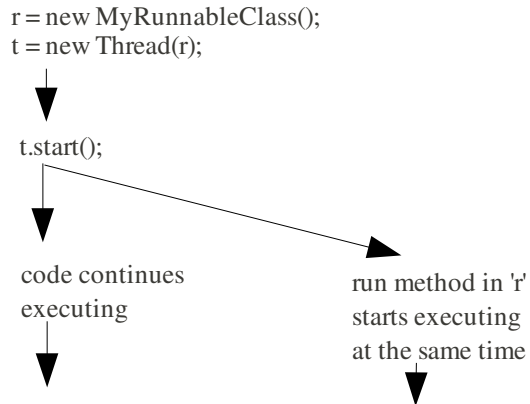 r = new MyRunnableClass();
t = new Thread(r);
t.start();
code continues
executing
run method in 'r'
starts executing
at the same time